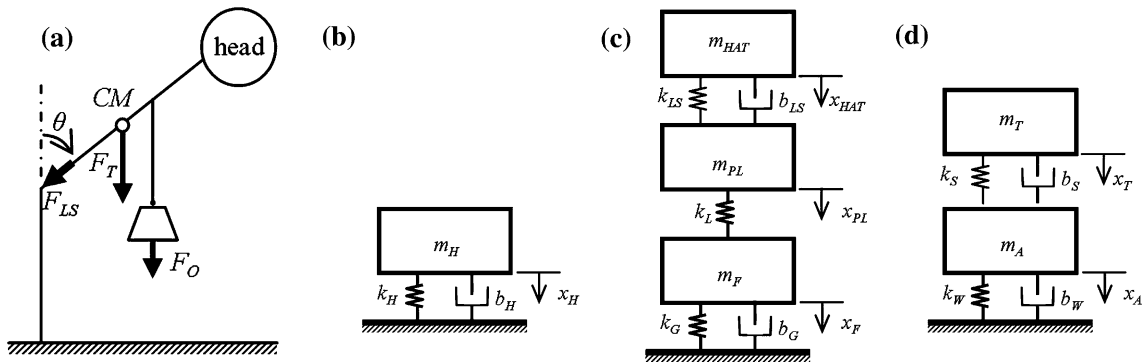 (a)
head
CM
θ
F_T
F_LS
F_O
(b)
m_H
k_H
b_H
x_H
(c)
m_HAT
k_LS
b_LS
x_HAT
m_PL
k_L
x_PL
m_F
k_G
b_G
x_F
(d)
m_T
k_S
b_S
x_T
m_A
k_W
b_W
x_A